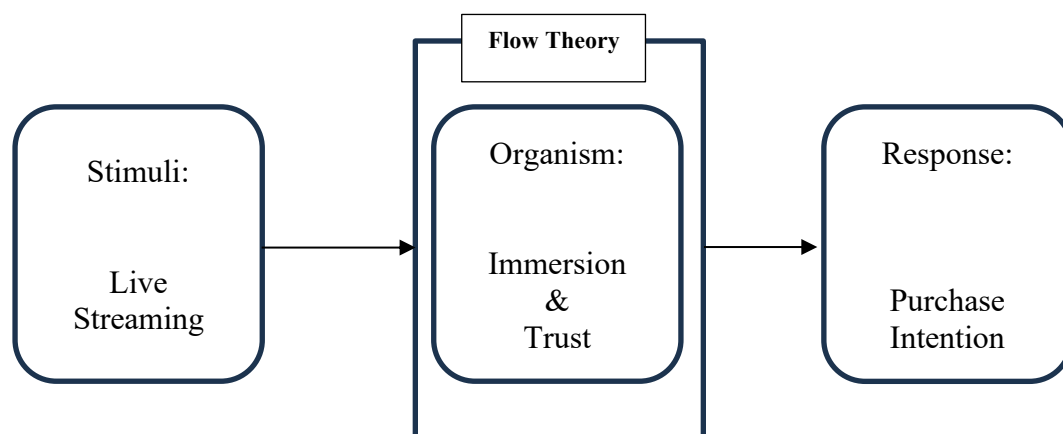 Flow Theory
Stimuli:
Live
Streaming
Organism:
Immersion
&
Trust
Response:
Purchase
Intention